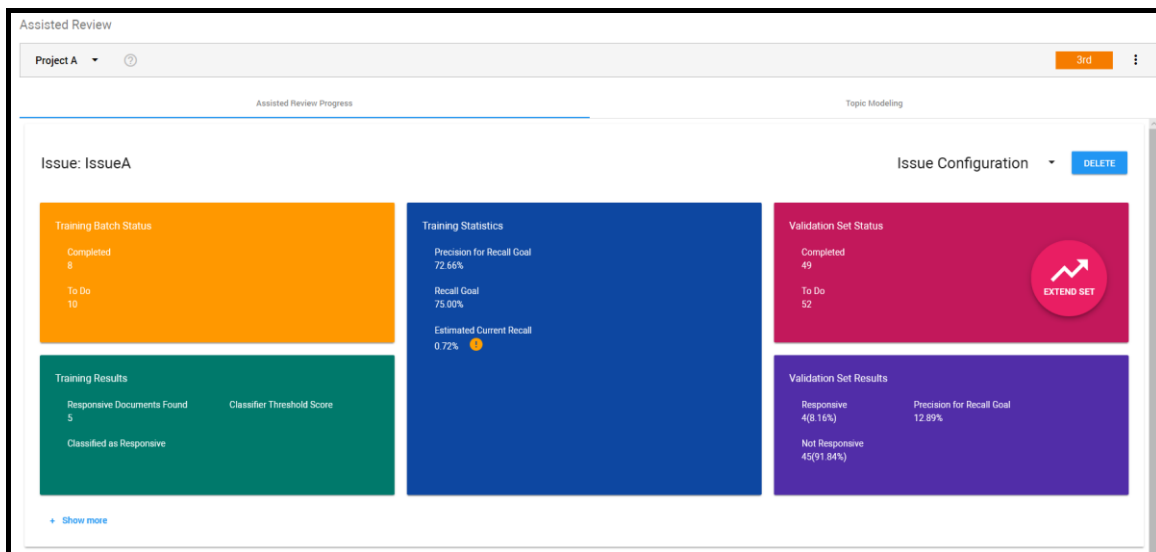 Assisted Review
Project A
3rd
Assisted Review Progress
Topic Modeling
Issue: IssueA
Issue Configuration
DELETE
Training Batch Status
Completed
8
To Do
10
Training Statistics
Precision for Recall Goal
72.66%
Recall Goal
75.00%
Estimated Current Recall
0.72%
Validation Set Status
Completed
49
To Do
52
EXTEND SET
Training Results
Responsive Documents Found
5
Classifier Threshold Score
Classified as Responsive
Validation Set Results
Responsive
4(8.16%)
Precision for Recall Goal
12.89%
Not Responsive
45(91.84%)
+ Show more